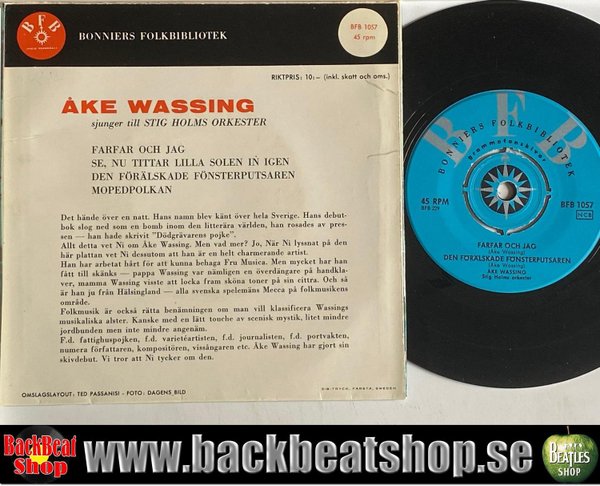 BFB
BONNIERS FOLKBIBLIOTEK
BFB 1057
45 rpm
RIKTPRIS: 10:— (inkl. skatt och oms.)
ÅKE WASSING
sjunger till STIG HOLMS ORKESTER
FARFAR OCH JAG
SE, NU TITTAR LILLA SOLEN IN IGEN
DEN FÖRÄLSKADE FÖNSTERPUTSAREN
MOPEDPOLKAN
Det hände över en natt. Hans namn blev känt över hela Sverige. Hans debut-
bok slog ned som en bomb inom den litterära världen, han rosades av pres-
sen — han hade skrivit "Dödgrävarens pojke".
Allt detta vet Ni om Åke Wassing. Men vad mer? Jo, När Ni lyssnat på den
här plattan vet Ni dessutom att han är en helt charmerande artist.
Han har arbetat hårt för att kunna behaga Fru Musica. Men mycket har han
fått till skänks — pappa Wassing var nämligen en överdängare på handkla-
ver, mamma Wassing visste att locka fram sköna toner på sin cittra. Och så
är han ju från Hälsingland — alla svenska spelemäns Mecca på folkmusikens
område.
Folkmusik är också rätta benämningen om man vill klassificera Wassings
musikaliska alster. Kanske med en lätt touche av scenisk mystik, litet mindre
jordbunden men inte mindre angenäm.
F.d. fattighuspojken, f.d. varietéartisten, f.d. journalisten, f.d. portvakten,
numera författaren, kompositören, vissångaren etc. Åke Wassing har gjort sin
skivdebut. Vi tror att Ni tycker om den.
OMSLAGSLAYOUT: TED PASSANISI - FOTO: DAGENS BILD
FARSTA, SWEDEN
BFB
BONNIERS FOLKBIBLIOTEK
grammofonskivor
45 RPM
BFB 229
BFB 1057
NCB
FARFAR OCH JAG
(Åke Wassing)
DEN FÖRÄLSKADE FÖNSTERPUTSAREN
(Åke Wassing)
ÅKE WASSING
Stig Holms orkester
BackBeat
Shop
www.backbeatshop.se
BEATLES
SHOP